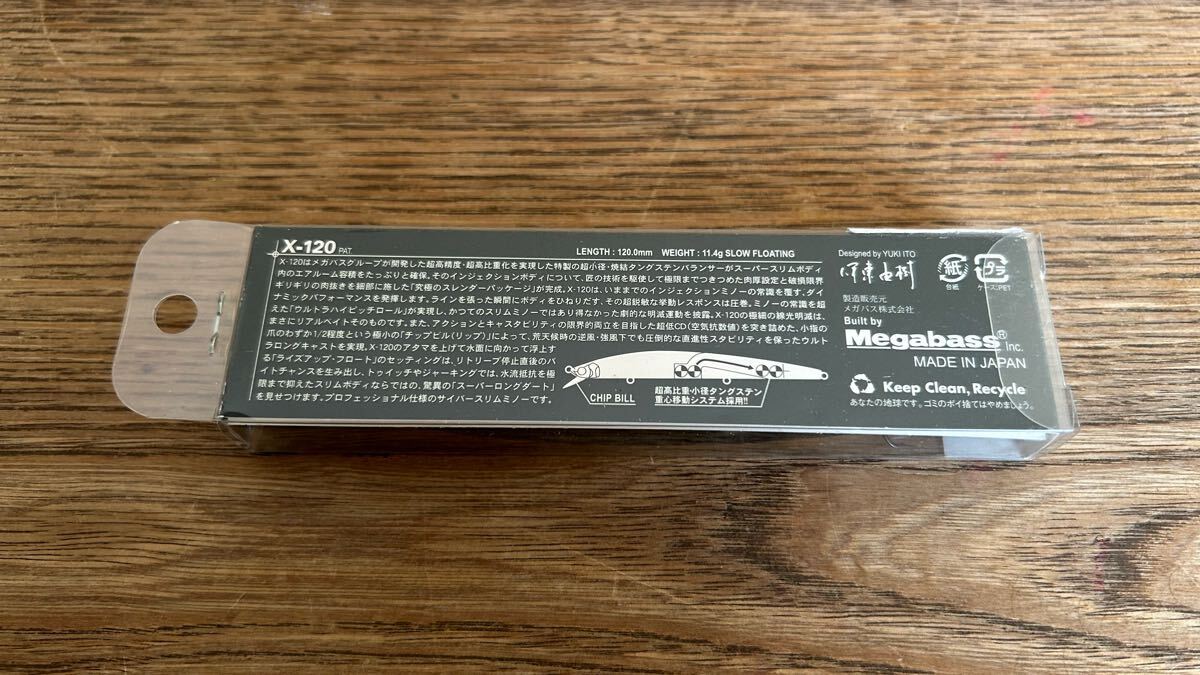 X-120 PAT
LENGTH : 120.0mm WEIGHT : 11.4g SLOW FLOATING
X-120はメガバスグループが開発した超高精度・超高比重化を実現した特製の超小径・焼結タングステンバランサーがスーパースリムボディ
内のエアルーム容積をたっぷりと確保。そのインジェクションボディについて、匠の技術を駆使して極限までつきつめた肉厚設定と破損限界
ギリギリの肉抜きを細部に施した「究極のスレンダーパッケージ」が完成。X-120は、いままでのインジェクションミノーの常識を覆す、ダイ
ナミックパフォーマンスを発揮します。ラインを張った瞬間にボディをひねりだす、その超鋭敏な挙動レスポンスは圧巻。ミノーの常識を超
えた「ウルトラハイピッチロール」が実現し、かつてのスリムミノーではあり得なかった劇的な明滅運動を披露。X-120の極細の線光明滅は、
まさにリアルベイトそのものです。また、アクションとキャスタビリティの限界的両立を目指した超低CD(空気抗数値)を突き詰めた、小指の
爪のわずか1/2程度という極小の「チップビル(リップ)」によって、荒天候時の逆風・強風下でも圧倒的な直進性スタビリティを保ったウルト
ラロングキャストを実現。X-120のアタマを上げて水面に向かって浮上す
る「ライズアップ・フロート」のセッティングは、リトリーブ停止直後のバ
イトチャンスを生み出し、トゥイッチやジャーキングでは、水流抵抗を極
限まで抑えたスリムボディならではの、驚異の「スーパーロングダート」
を見せつけます。プロフェッショナル仕様のサイバースリムミノーです。
CHIP BILL
超高比重・小径タングステン
重心移動システム採用!!
Designed by YUKI ITO
伊東由樹
紙
台紙
プラ
ケース:PET
製造販売元
メガバス株式会社
Built by
Megabass® Inc.
MADE IN JAPAN
Keep Clean, Recycle
あなたの地球です。ゴミのポイ捨てはやめましょう。